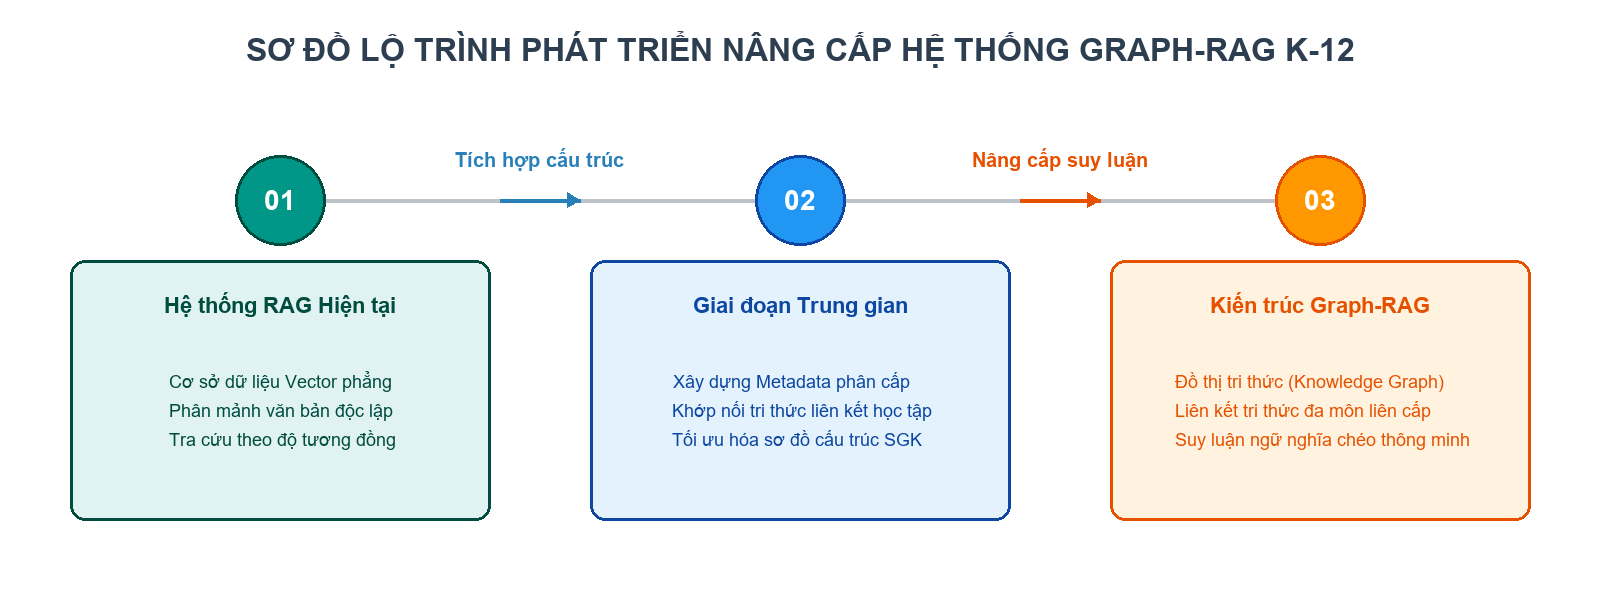 SƠ ĐỒ LỘ TRÌNH PHÁT TRIỂN NÂNG CẤP HỆ THỐNG GRAPH-RAG K-12
Tích hợp cấu trúc
Nâng cấp suy luận
01
02
03
Hệ thống RAG Hiện tại
Cơ sở dữ liệu Vector phẳng
Phân mảnh văn bản độc lập
Tra cứu theo độ tương đồng
Giai đoạn Trung gian
Xây dựng Metadata phân cấp
Khớp nối tri thức liên kết học tập
Tối ưu hóa sơ đồ cấu trúc SGK
Kiến trúc Graph-RAG
Đồ thị tri thức (Knowledge Graph)
Liên kết tri thức đa môn liên cấp
Suy luận ngữ nghĩa chéo thông minh